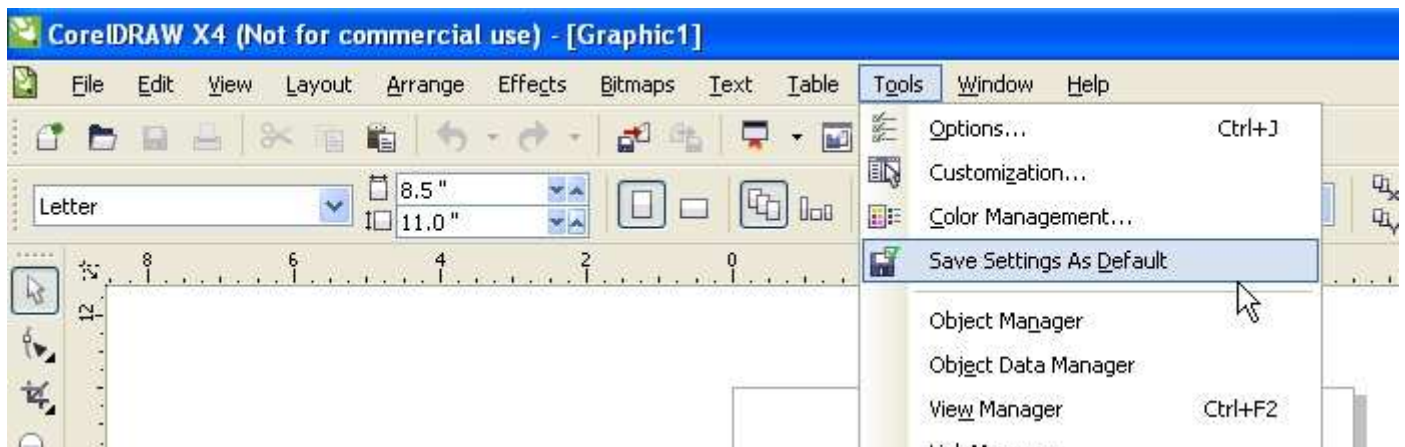 CorelDRAW X4 (Not for commercial use) - [Graphic1]
File Edit View Layout Arrange Effects Bitmaps Text Table Tools Window Help
Options... Ctrl+J
Customization...
Letter
8.5 "
11.0 "
Color Management...
Save Settings As Default
8 6 4 2 0
12
Object Manager
Object Data Manager
View Manager Ctrl+F2